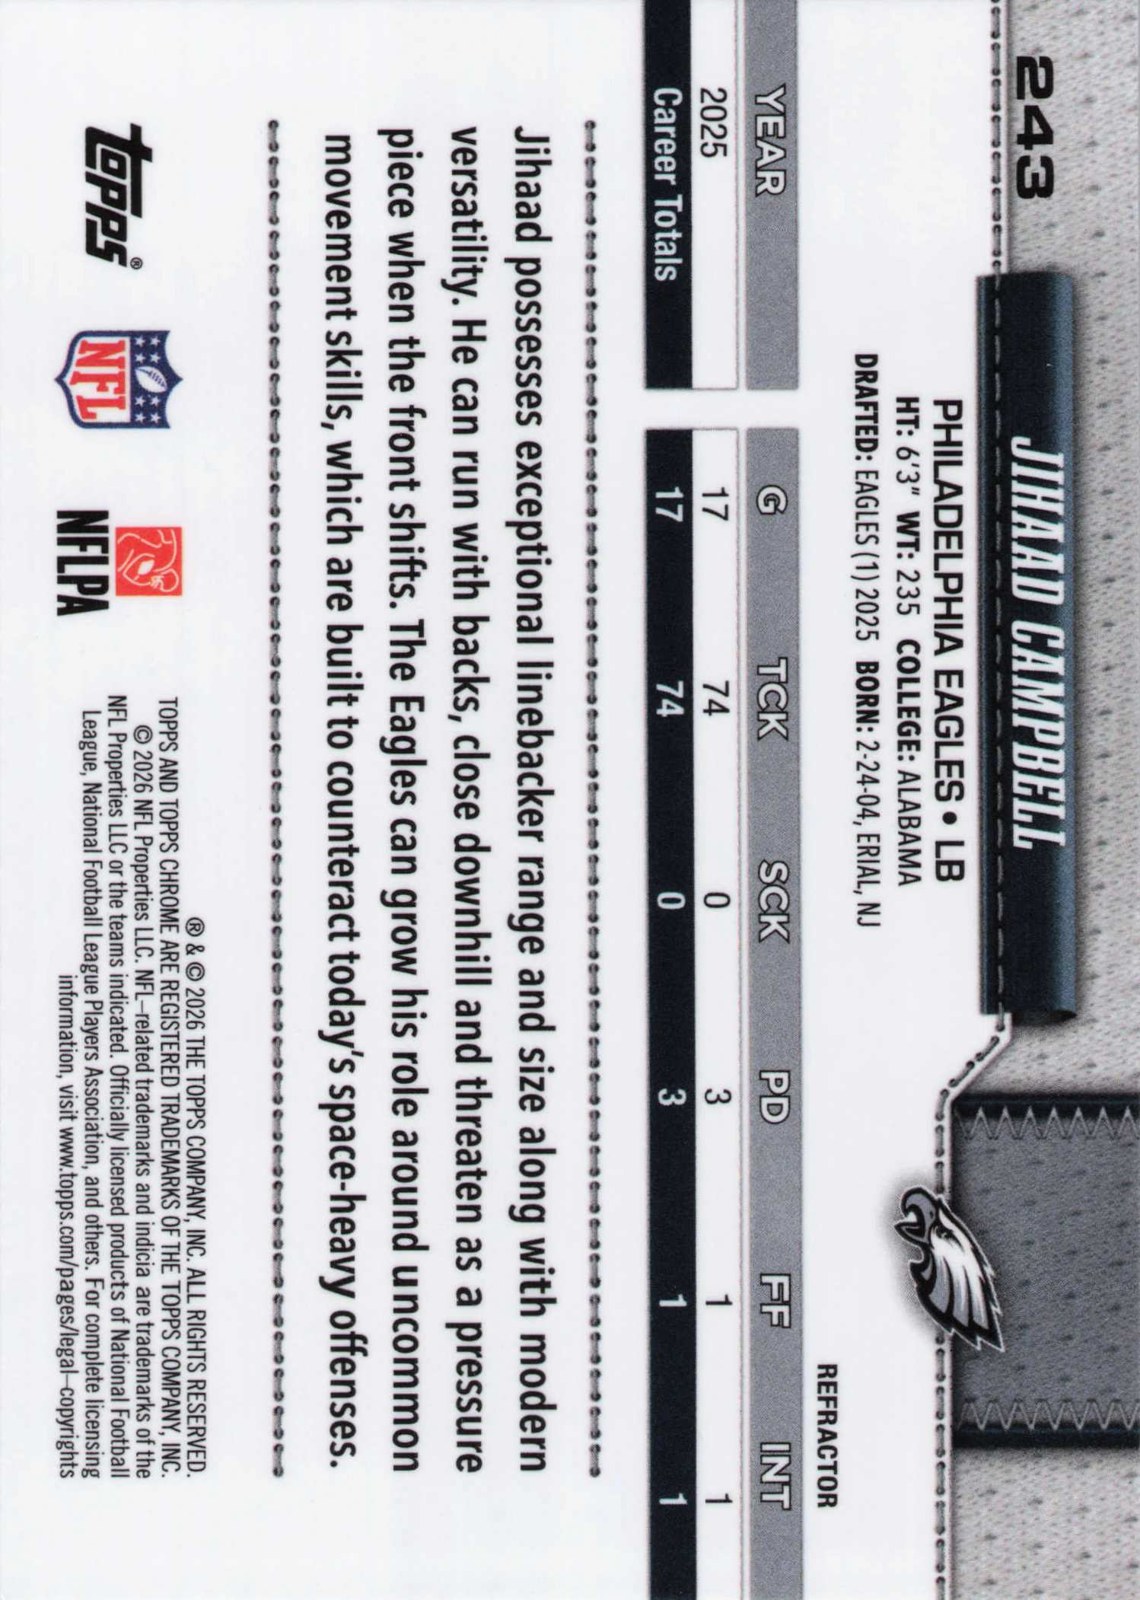 243
JIHAAD CAMPBELL
PHILADELPHIA EAGLES • LB
HT: 6'3" WT: 235 COLLEGE: ALABAMA
DRAFTED: EAGLES (1) 2025 BORN: 2-24-04, ERIAL, NJ
REFRACTOR
YEAR G TCK SCK PD FF INT
2025 17 74 0 3 1 1
Career Totals 17 74 0 3 1 1
Jihaad possesses exceptional linebacker range and size along with modern
versatility. He can run with backs, close downhill and threaten as a pressure
piece when the front shifts. The Eagles can grow his role around uncommon
movement skills, which are built to counteract today's space-heavy offenses.
topps®
NFL
NFLPA
® & © 2026 THE TOPPS COMPANY, INC. ALL RIGHTS RESERVED.
TOPPS AND TOPPS CHROME ARE REGISTERED TRADEMARKS OF THE TOPPS COMPANY, INC.
© 2026 NFL Properties LLC. NFL-related trademarks and indicia are trademarks of the
NFL Properties LLC or the teams indicated. Officially licensed products of National Football
League, National Football League Players Association, and others. For complete licensing
information, visit www.topps.com/pages/legal-copyrights